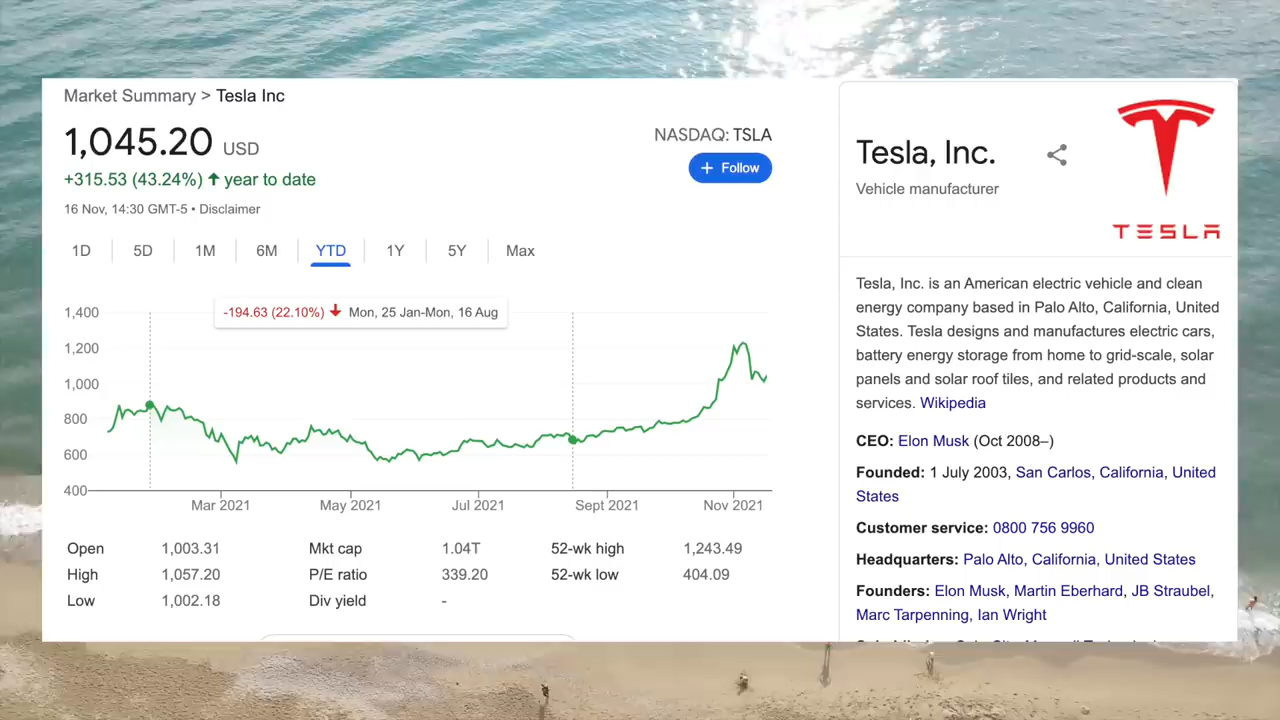 Market Summary > Tesla Inc
1,045.20 USD
NASDAQ: TSLA
+ Follow
+315.53 (43.24%) ↑ year to date
16 Nov, 14:30 GMT-5 • Disclaimer
1D 5D 1M 6M YTD 1Y 5Y Max
-194.63 (22.10%) ↓ Mon, 25 Jan-Mon, 16 Aug
1,400
1,200
1,000
800
600
400
Mar 2021 May 2021 Jul 2021 Sept 2021 Nov 2021
Open 1,003.31 Mkt cap 1.04T 52-wk high 1,243.49
High 1,057.20 P/E ratio 339.20 52-wk low 404.09
Low 1,002.18 Div yield -
Tesla, Inc.
Vehicle manufacturer
TESLA
Tesla, Inc. is an American electric vehicle and clean
energy company based in Palo Alto, California, United
States. Tesla designs and manufactures electric cars,
battery energy storage from home to grid-scale, solar
panels and solar roof tiles, and related products and
services. Wikipedia
CEO: Elon Musk (Oct 2008–)
Founded: 1 July 2003, San Carlos, California, United
States
Customer service: 0800 756 9960
Headquarters: Palo Alto, California, United States
Founders: Elon Musk, Martin Eberhard, JB Straubel,
Marc Tarpenning, Ian Wright